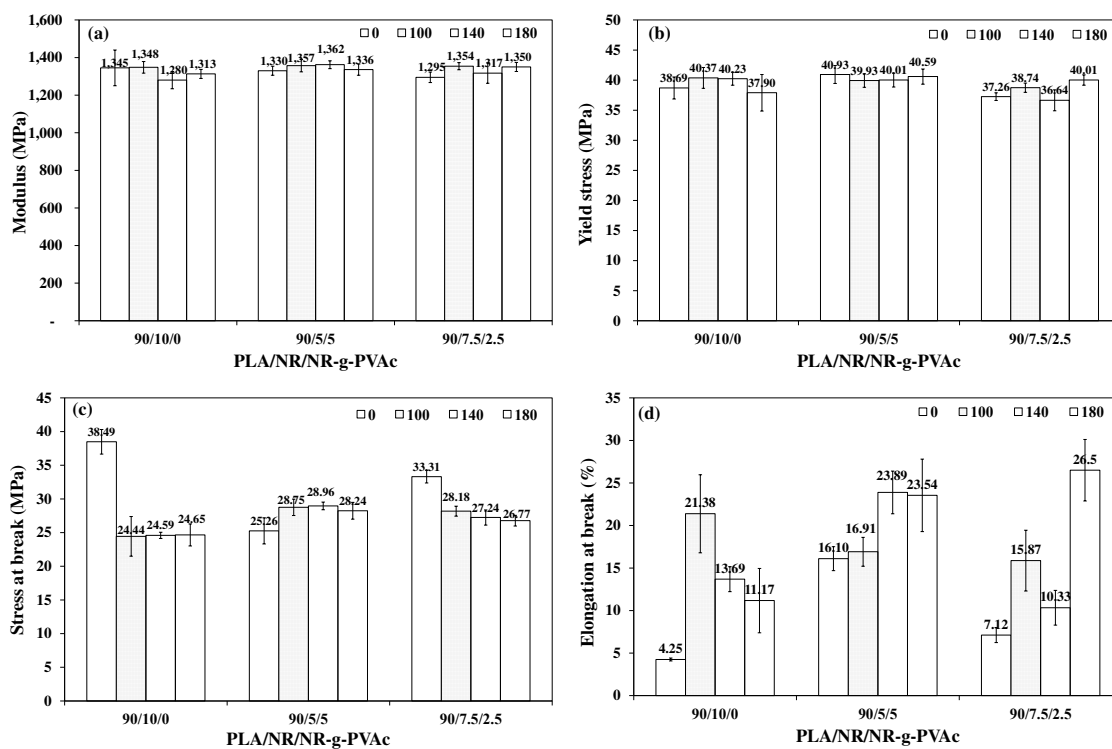 (a)
0 100 140 180
1,600
1,400
1,200
1,000
800
600
400
200
-
Modulus (MPa)
1,345 1,348 1,280 1,313
1,330 1,357 1,362 1,336
1,295 1,354 1,317 1,350
90/10/0 90/5/5 90/7.5/2.5
PLA/NR/NR-g-PVAc
(b)
0 100 140 180
50
45
40
35
30
25
20
15
10
5
0
Yield stress (MPa)
38.69 40.37 40.23 37.90
40.93 39.93 40.01 40.59
37.26 38.74 36.64 40.01
90/10/0 90/5/5 90/7.5/2.5
PLA/NR/NR-g-PVAc
(c)
0 100 140 180
45
40
35
30
25
20
15
10
5
0
Stress at break (MPa)
38.49 24.44 24.59 24.65
25.26 28.75 28.96 28.24
33.31 28.18 27.24 26.77
90/10/0 90/5/5 90/7.5/2.5
PLA/NR/NR-g-PVAc
(d)
0 100 140 180
35
30
25
20
15
10
5
0
Elongation at break (%)
4.25 21.38 13.69 11.17
16.10 16.91 23.89 23.54
7.12 15.87 10.33 26.5
90/10/0 90/5/5 90/7.5/2.5
PLA/NR/NR-g-PVAc